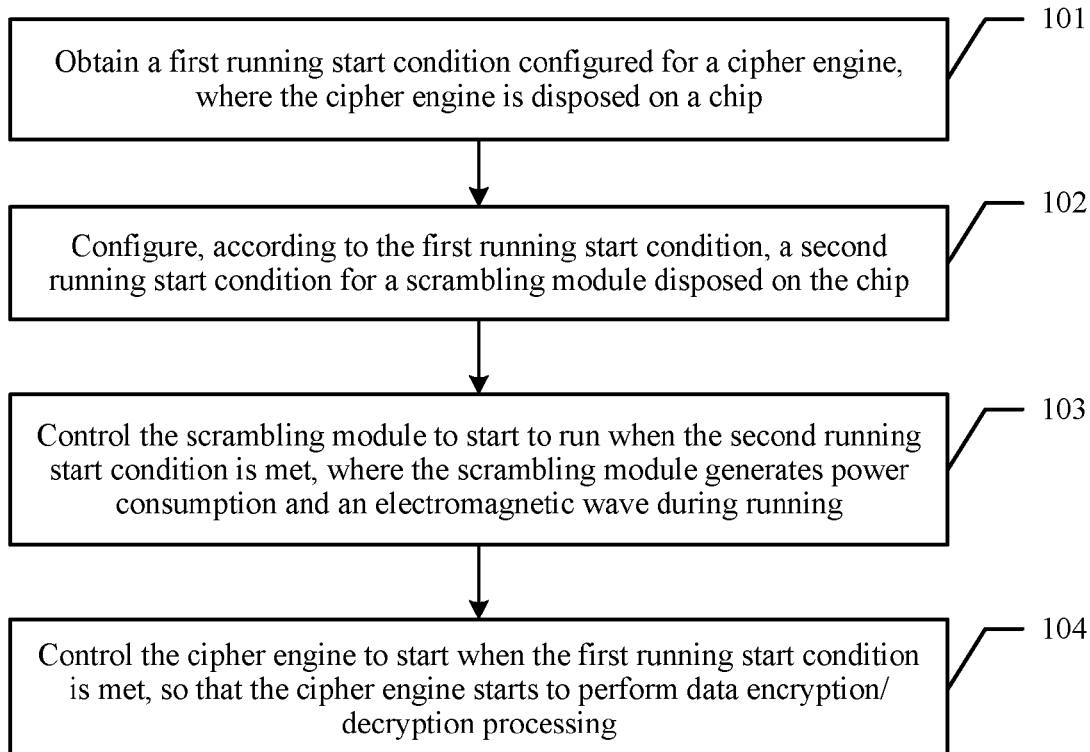 101
Obtain a first running start condition configured for a cipher engine,
where the cipher engine is disposed on a chip
102
Configure, according to the first running start condition, a second
running start condition for a scrambling module disposed on the chip
103
Control the scrambling module to start to run when the second running
start condition is met, where the scrambling module generates power
consumption and an electromagnetic wave during running
104
Control the cipher engine to start when the first running start condition
is met, so that the cipher engine starts to perform data encryption/
decryption processing